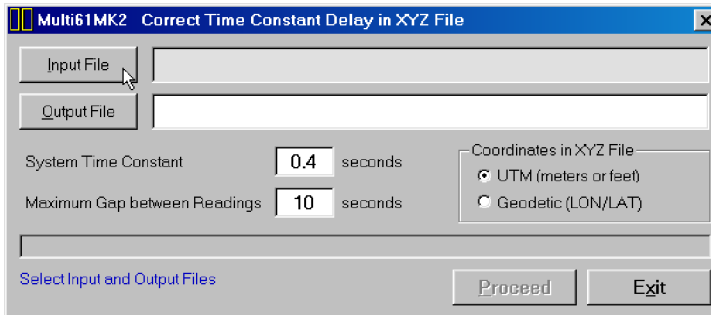 Multi61MK2 Correct Time Constant Delay in XYZ File
Input File
Output File
System Time Constant 0.4 seconds
Maximum Gap between Readings 10 seconds
Coordinates in XYZ File
UTM (meters or feet)
Geodetic (LON/LAT)
Select Input and Output Files
Proceed
Exit